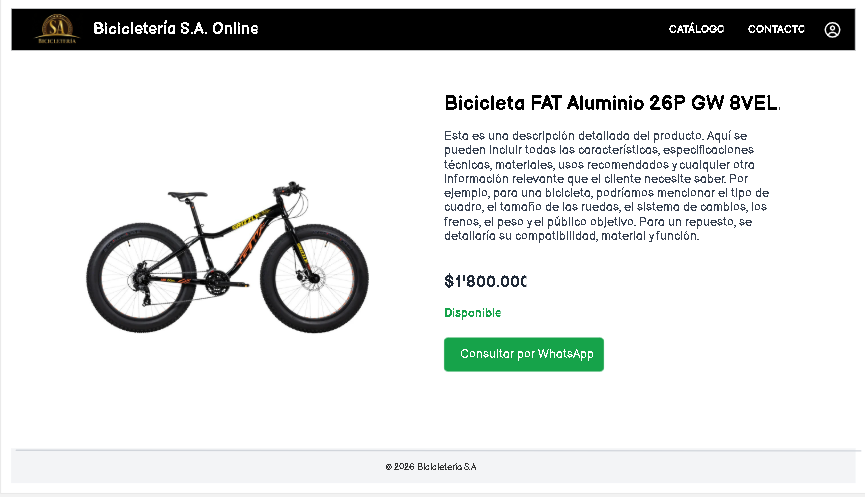 SA
BICICLETERÍA
Bicicletería S.A. Online
CATÁLOGO
CONTACTO
Bicicleta FAT Aluminio 26P GW 8VEL.
Esta es una descripción detallada del producto. Aquí se
pueden incluir todas las características, especificaciones
técnicas, materiales, usos recomendados y cualquier otra
información relevante que el cliente necesite saber. Por
ejemplo, para una bicicleta, podríamos mencionar el tipo de
cuadro, el tamaño de las ruedas, el sistema de cambios, los
frenos, el peso y el público objetivo. Para un repuesto, se
detallaría su compatibilidad, material y función.
GRIZZLY
GW
$1'800.000
Disponible
Consultar por WhatsApp
© 2026 Bicicletería S.A